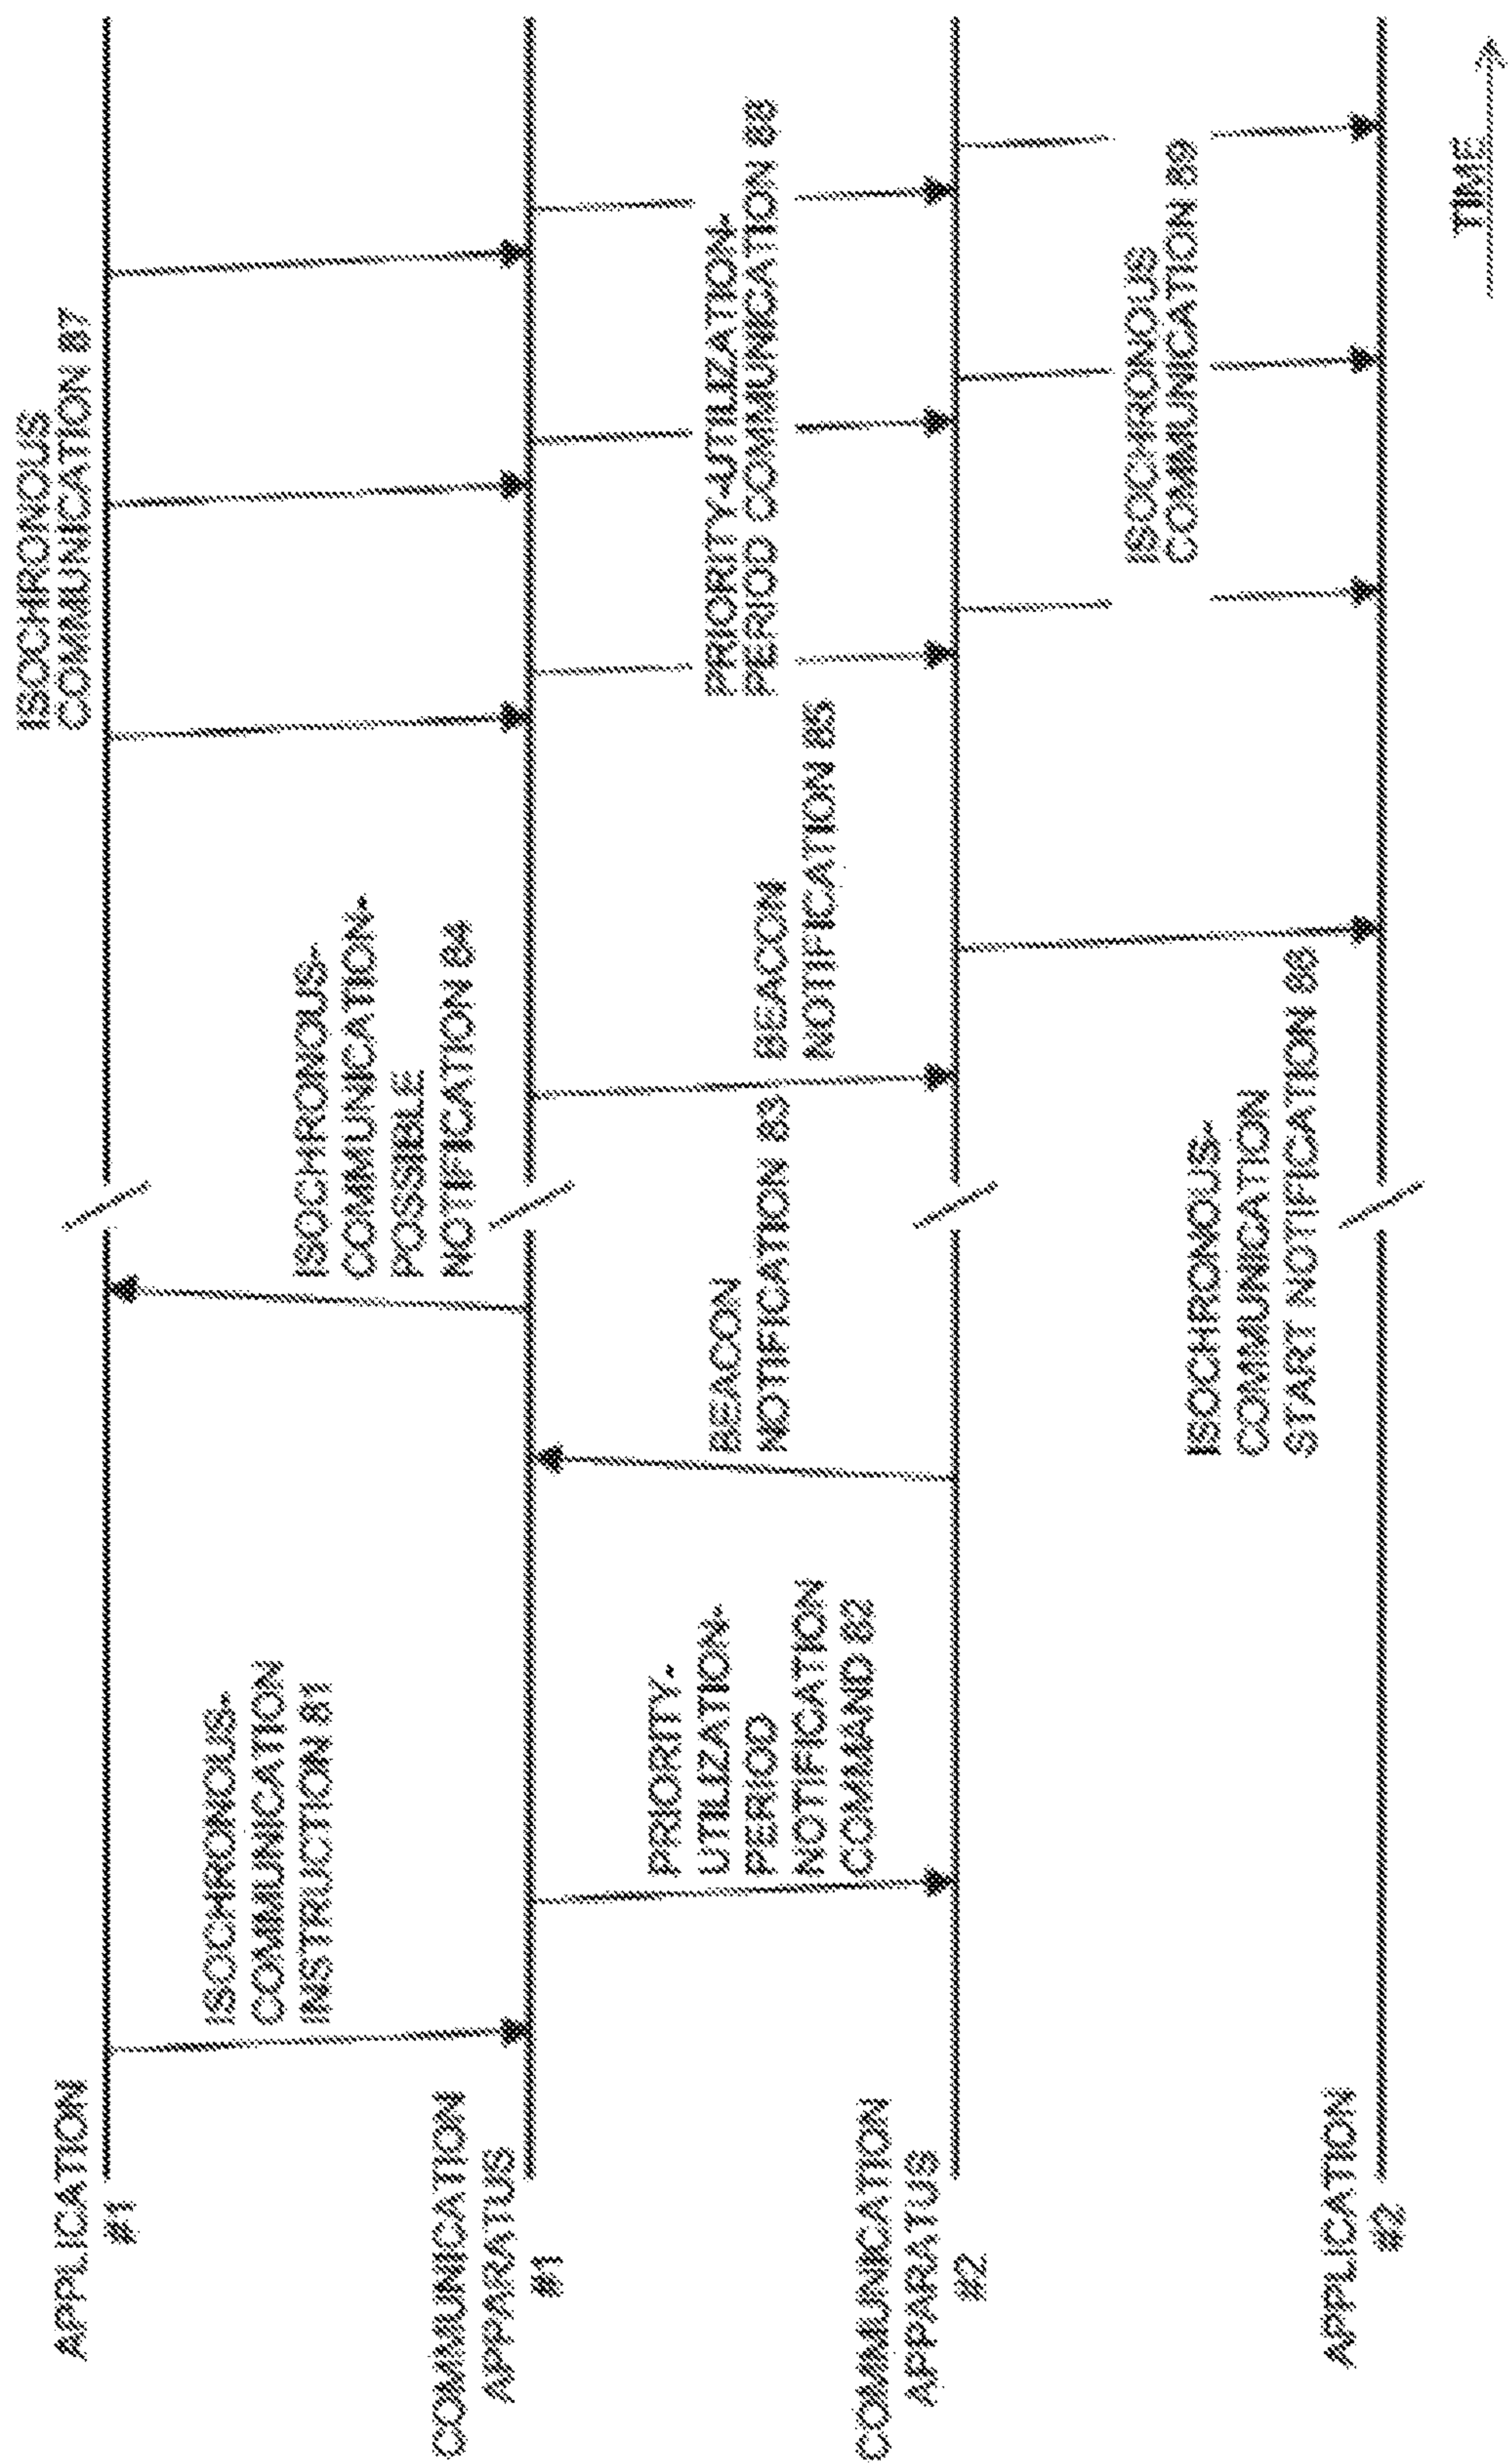 APPLICATION
#1
COMMUNICATION
APPARATUS
#1
COMMUNICATION
APPARATUS
#2
APPLICATION
#2
ISOCHRONOUS-
COMMUNICATION
INSTRUCTION 81
PRIORITY-
UTILIZATION-
PERIOD
NOTIFICATION
COMMAND 82
BEACON
NOTIFICATION 83
ISOCHRONOUS-
COMMUNICATION-
POSSIBLE
NOTIFICATION 84
BEACON
NOTIFICATION 85
ISOCHRONOUS-
COMMUNICATION
START NOTIFICATION
ISOCHRONOUS
COMMUNICATION 87
PRIORITY-UTILIZATION-
PERIOD COMMUNICATION 88
ISOCHRONOUS
COMMUNICATION 89
TIME